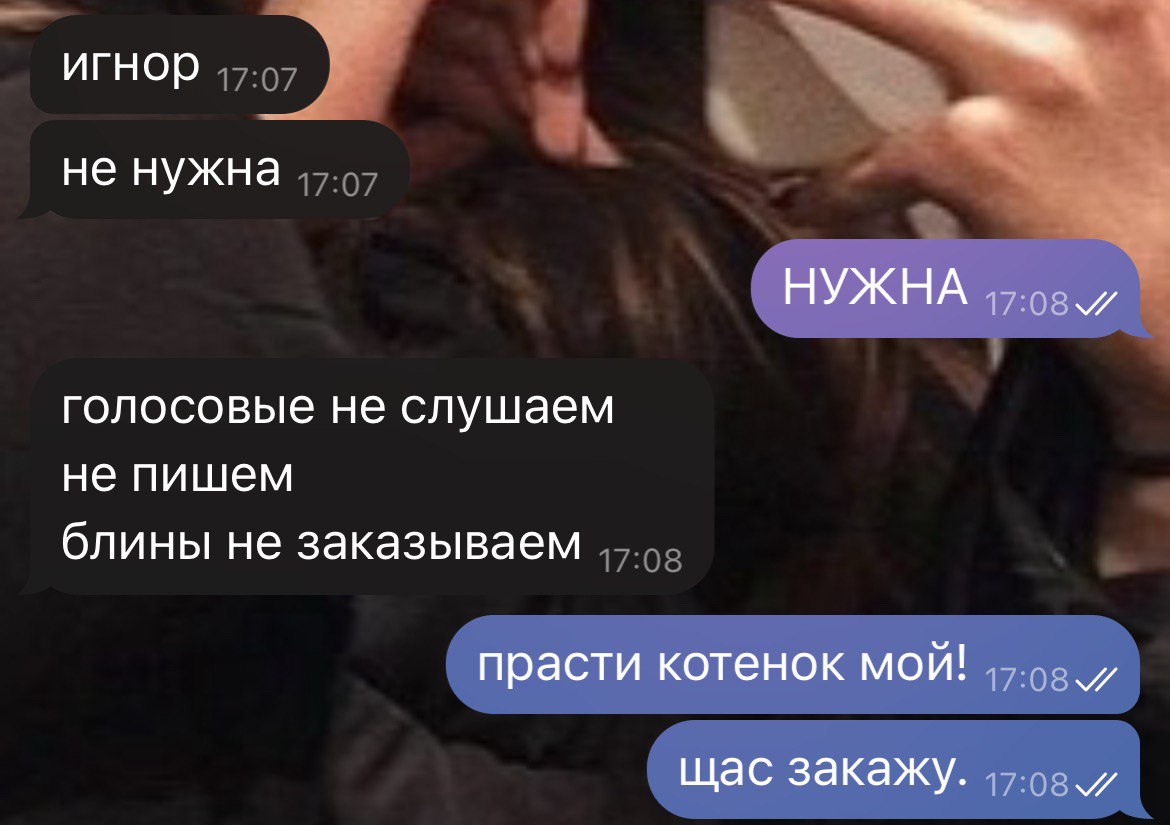 игнор 17:07
не нужна 17:07
НУЖНА 17:08
голосовые не слушаем
не пишем
блины не заказываем 17:08
прасти котенок мой! 17:08
щас закажу. 17:08